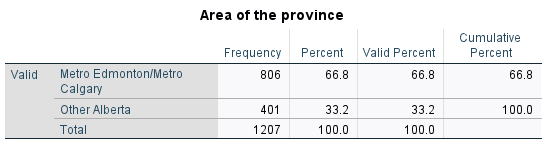 Area of the province
Frequency Percent Valid Percent Cumulative Percent
Valid Metro Edmonton/Metro Calgary 806 66.8 66.8 66.8
Other Alberta 401 33.2 33.2 100.0
Total 1207 100.0 100.0